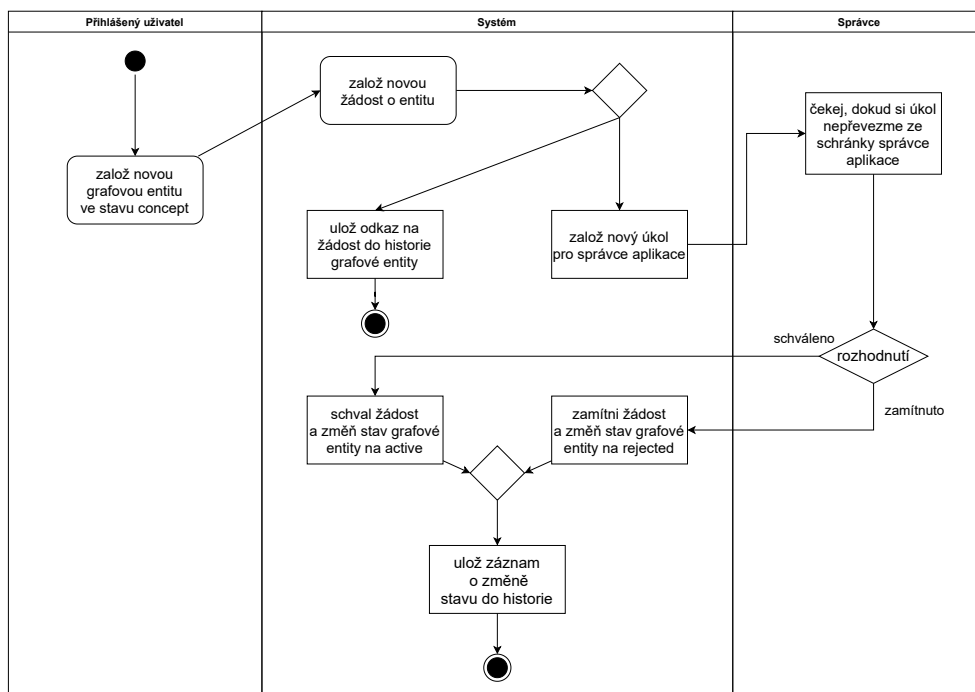 Přihlášený uživatel
Systém
Správce
založ novou
grafovou entitu
ve stavu concept
založ novou
žádost o entitu
ulož odkaz na
žádost do historie
grafové entity
založ nový úkol
pro správce aplikace
čekej, dokud si úkol
nepřevezme ze
schránky správce
aplikace
rozhodnutí
schváleno
zamítnuto
schval žádost
a změň stav grafové
entity na active
zamítni žádost
a změň stav grafové
entity na rejected
ulož záznam
o změně
stavu do historie